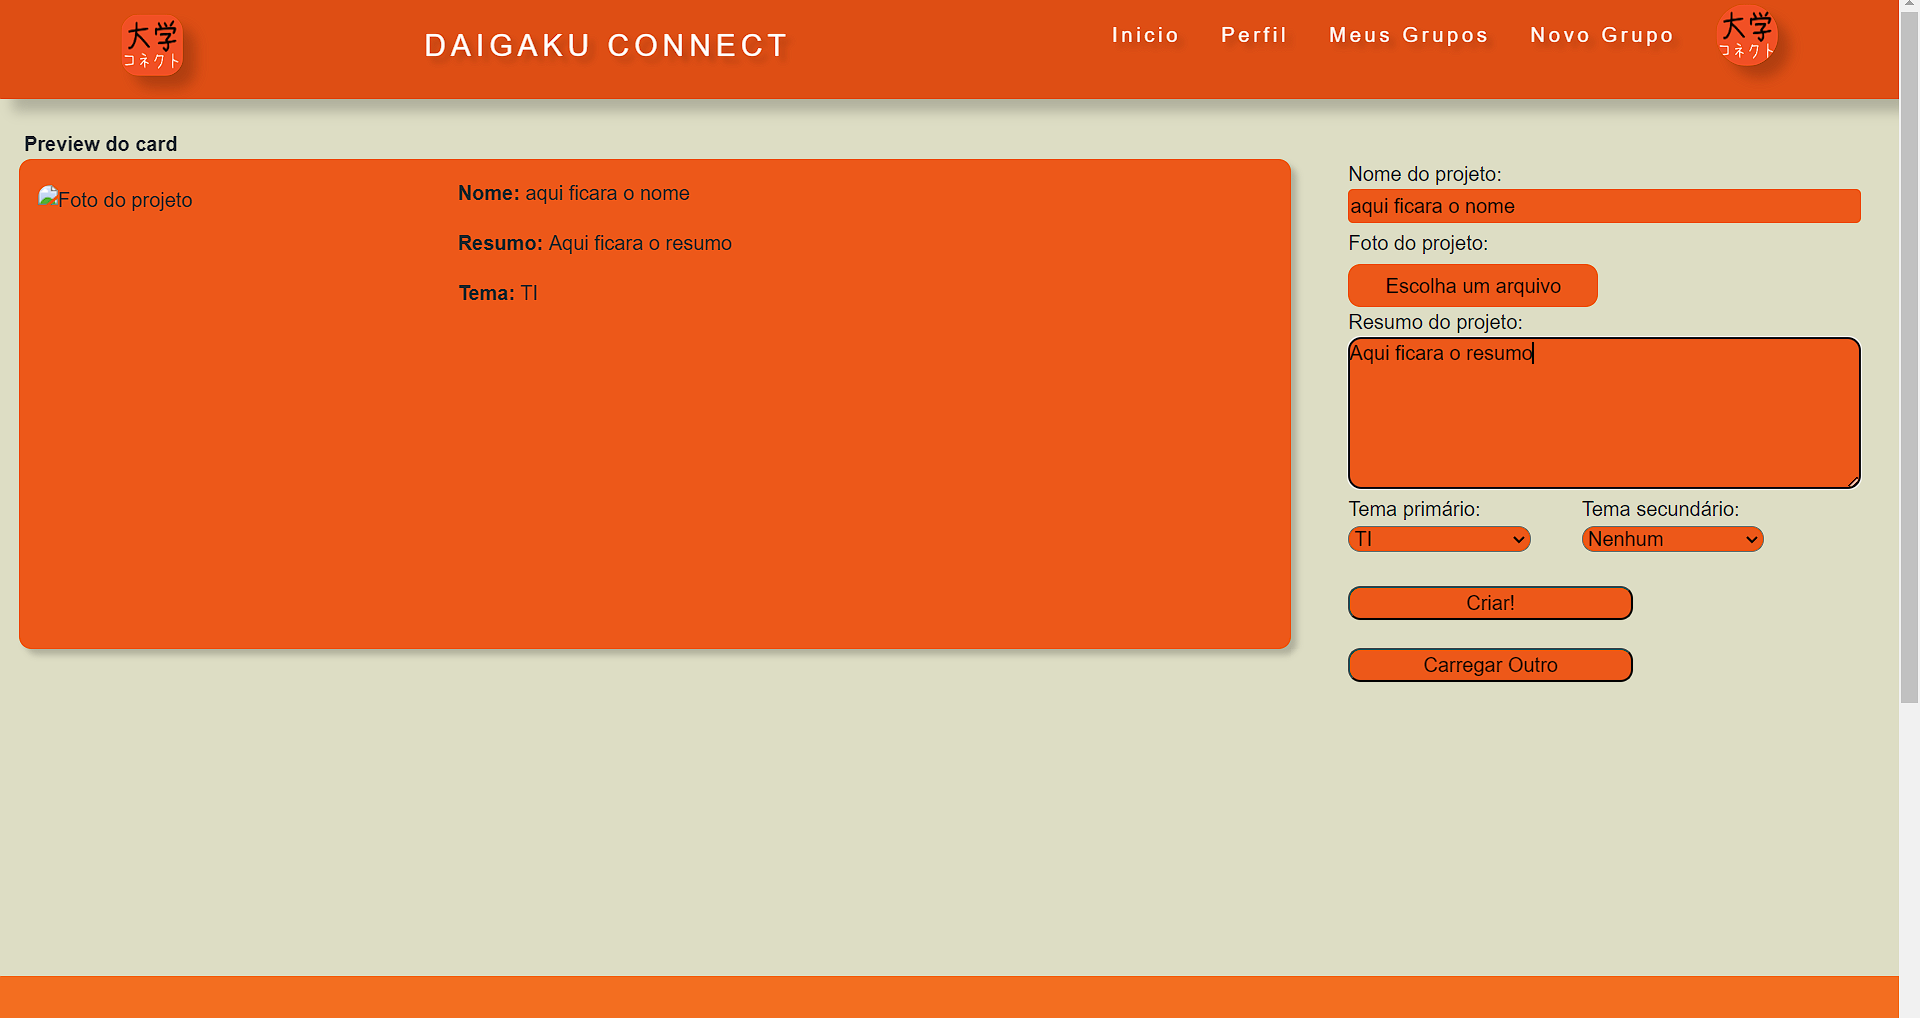 大学
コネクト
DAIGAKU CONNECT
Inicio
Perfil
Meus Grupos
Novo Grupo
大学
コネクト
Preview do card
Foto do projeto
Nome: aqui ficara o nome
Resumo: Aqui ficara o resumo
Tema: TI
Nome do projeto:
aqui ficara o nome
Foto do projeto:
Escolha um arquivo
Resumo do projeto:
Aqui ficara o resumo
Tema primário:
Tema secundário:
TI
Nenhum
Criar!
Carregar Outro